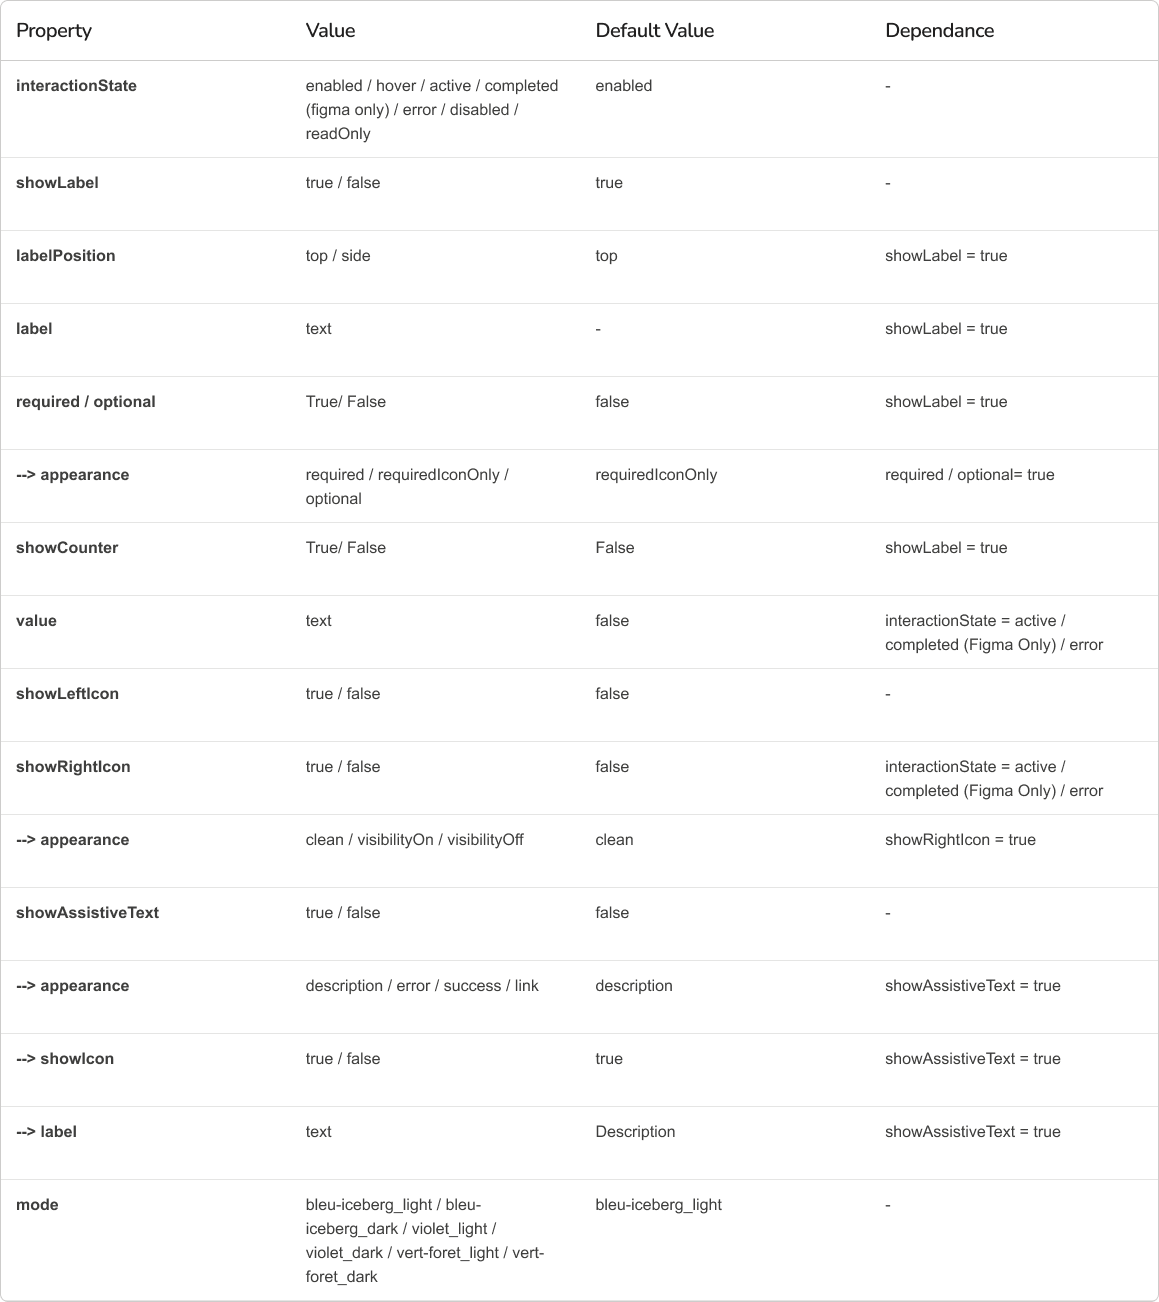 Property Value Default Value Dependance
interactionState enabled / hover / active / completed enabled -
(figma only) / error / disabled /
readOnly
showLabel true / false true -
labelPosition top / side top showLabel = true
label text - showLabel = true
required / optional True/ False false showLabel = true
--> appearance required / requiredIconOnly / requiredIconOnly required / optional= true
optional
showCounter True/ False False showLabel = true
value text false interactionState = active /
completed (Figma Only) / error
showLeftIcon true / false false -
showRightIcon true / false false interactionState = active /
completed (Figma Only) / error
--> appearance clean / visibilityOn / visibilityOff clean showRightIcon = true
showAssistiveText true / false false -
--> appearance description / error / success / link description showAssistiveText = true
--> showIcon true / false true showAssistiveText = true
--> label text Description showAssistiveText = true
mode bleu-iceberg_light / bleu- bleu-iceberg_light -
iceberg_dark / violet_light /
violet_dark / vert-foret_light / vert-
foret_dark